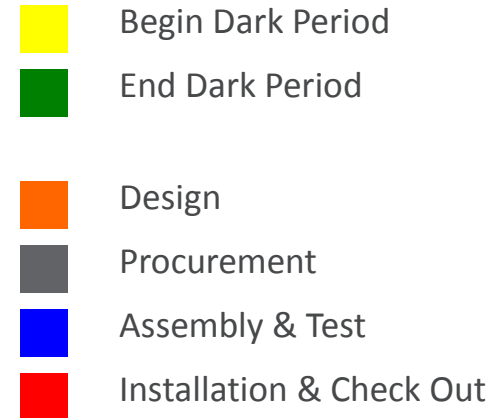 Begin Dark Period
End Dark Period
Design
Procurement
Assembly & Test
Installation & Check Out